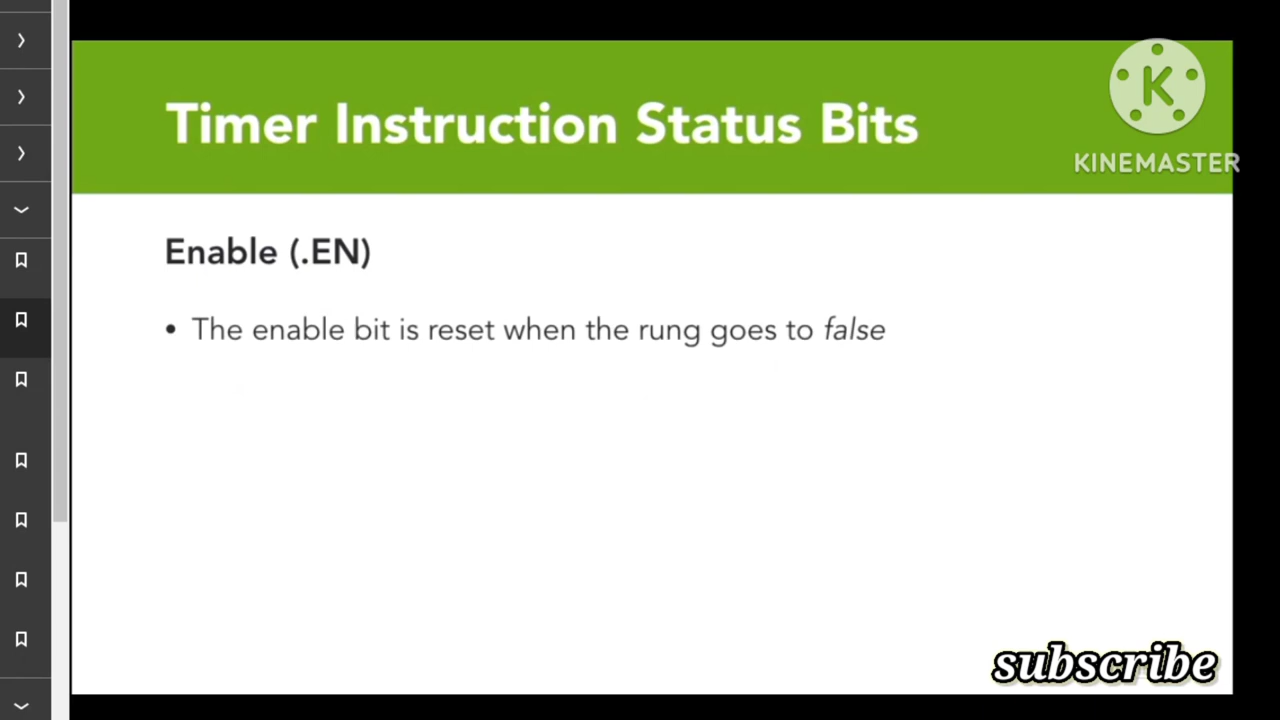 Timer Instruction Status Bits
KINEMASTER
Enable (.EN)
• The enable bit is reset when the rung goes to false
subscribe